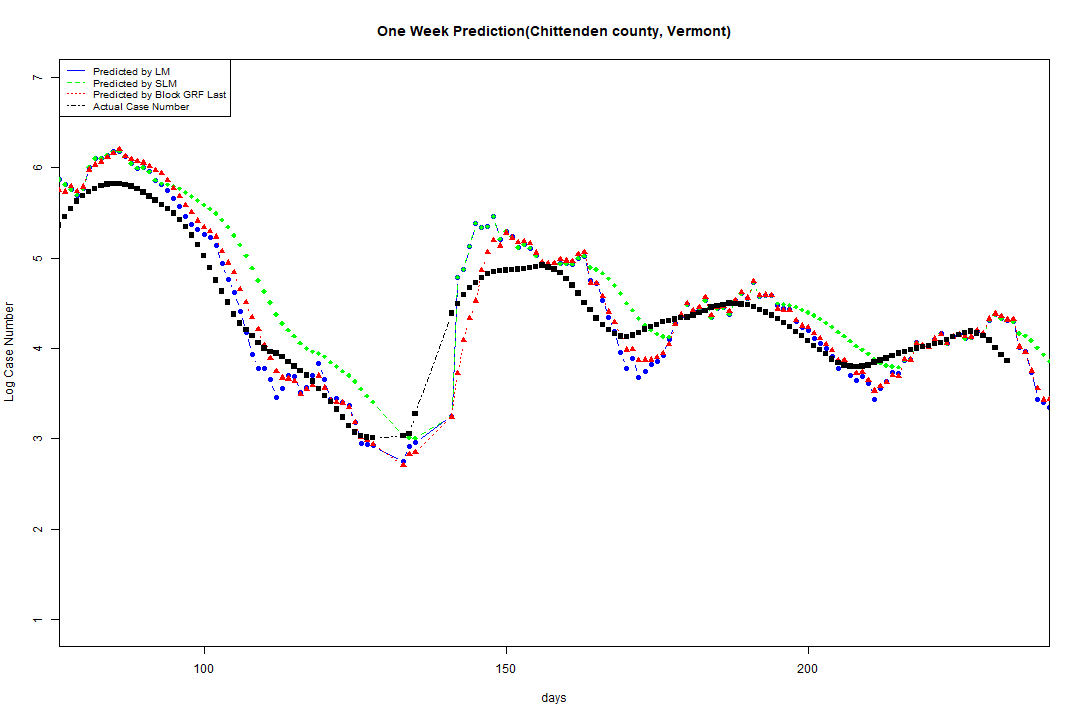 One Week Prediction(Chittenden county, Vermont)
Predicted by LM
Predicted by SLM
Predicted by Block GRF Last
Actual Case Number
Log Case Number
7
6
5
4
3
2
1
100 150 200
days